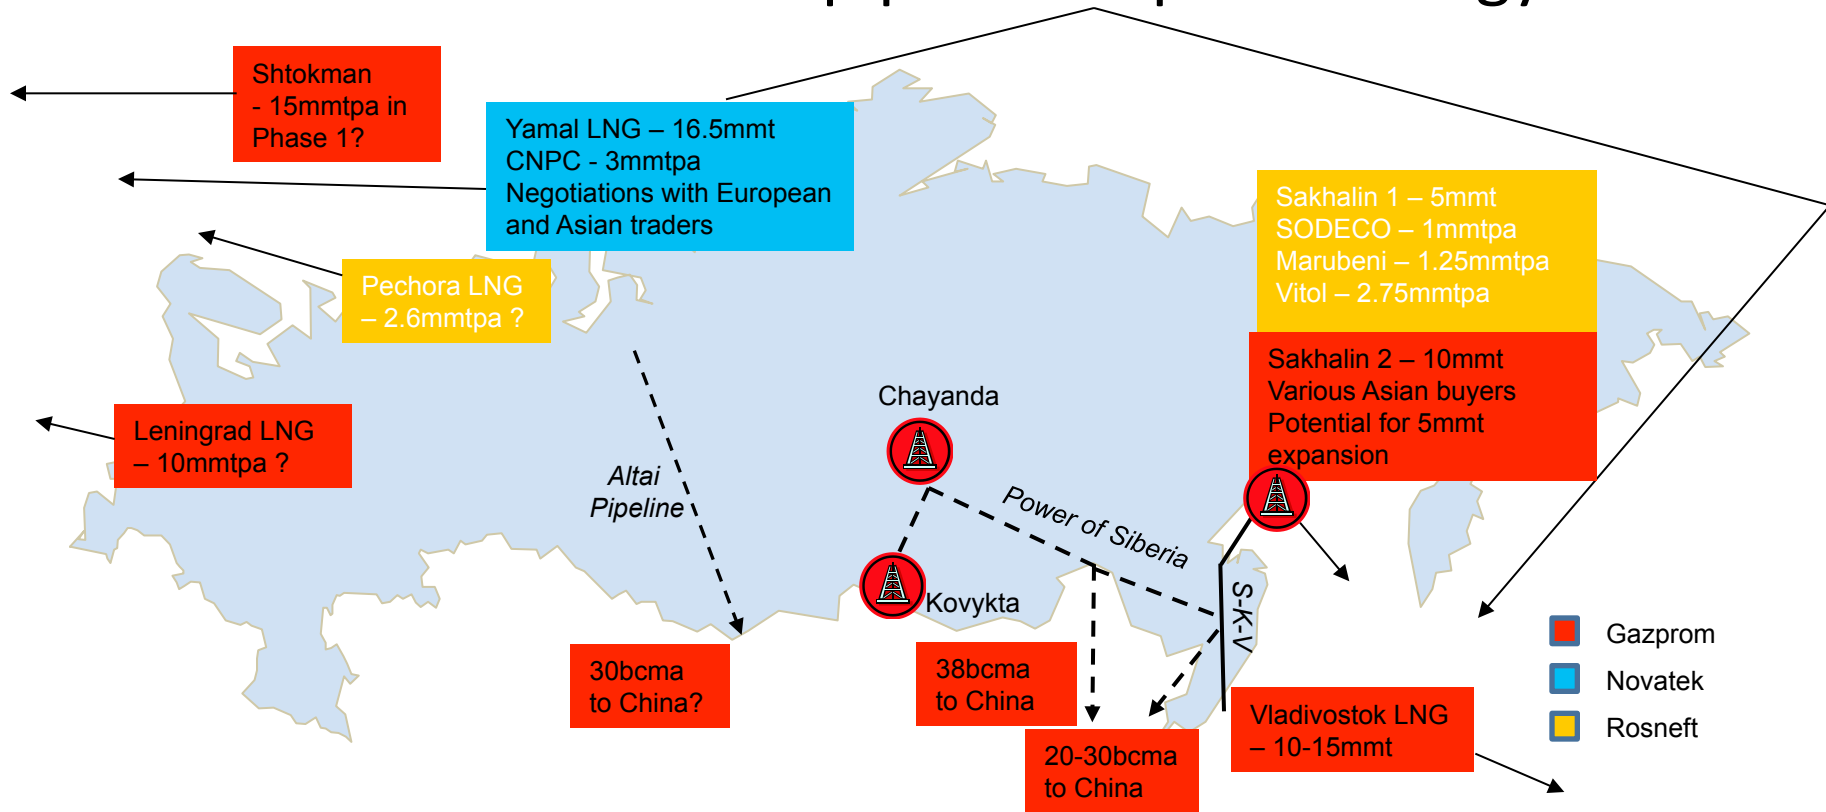 Shtokman
- 15mmtpa in
Phase 1?
Yamal LNG – 16.5mmt
CNPC - 3mmtpa
Negotiations with European
and Asian traders
Pechora LNG
– 2.6mmtpa ?
Leningrad LNG
– 10mmtpa ?
Sakhalin 1 – 5mmt
SODECO – 1mmtpa
Marubeni – 1.25mmtpa
Vitol – 2.75mmtpa
Sakhalin 2 – 10mmt
Various Asian buyers
Potential for 5mmt
expansion
Chayanda
Altai
Pipeline
Power of Siberia
Kovykta
S-K-V
30bcma
to China?
38bcma
to China
20-30bcma
to China
Vladivostok LNG
– 10-15mmt
Gazprom
Novatek
Rosneft